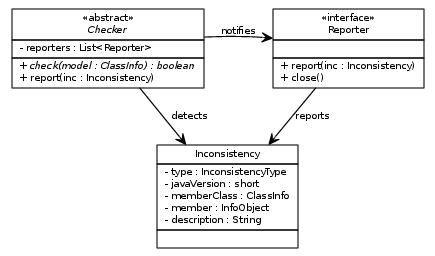 «abstract»
Checker
- reporters : List<Reporter>
+ check(model : ClassInfo) : boolean
+ report(inc : Inconsistency)
notifies
«interface»
Reporter
+ report(inc : Inconsistency)
+ close()
detects
reports
Inconsistency
- type : InconsistencyType
- javaVersion : short
- memberClass : ClassInfo
- member : InfoObject
- description : String